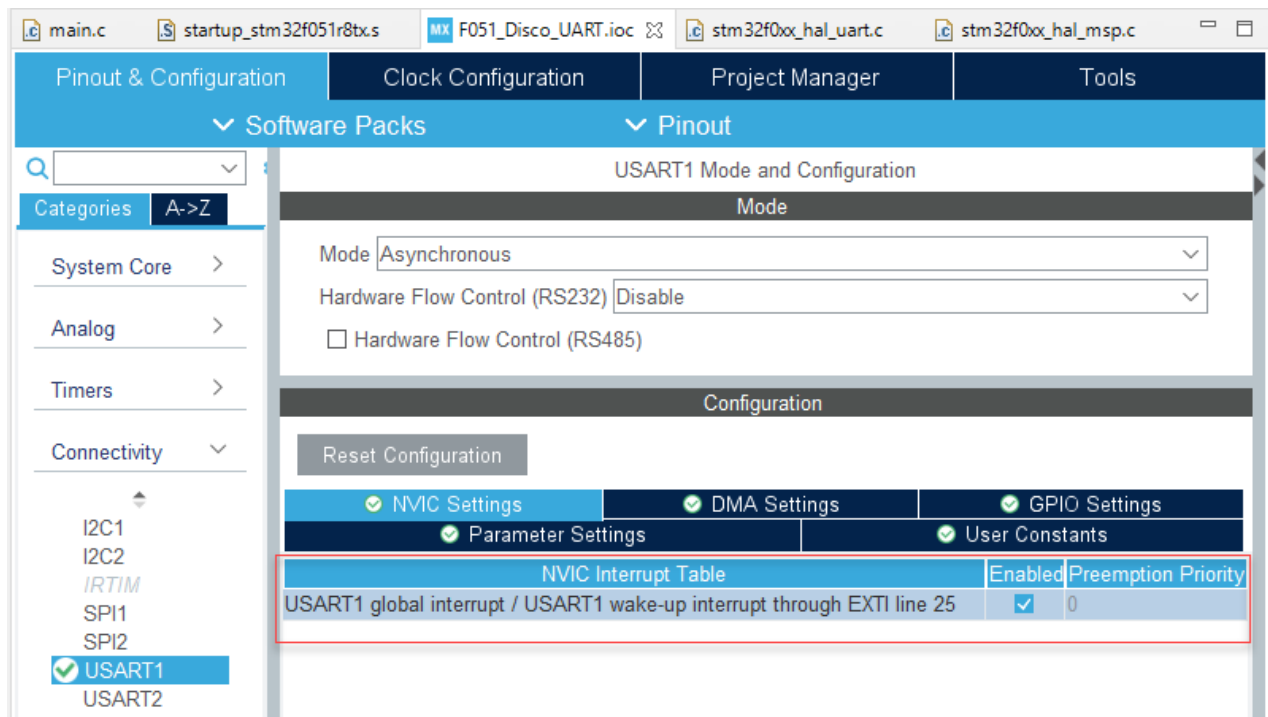 main.c startup_stm32f051r8tx.s F051_Disco_UART.ioc stm32f0xx_hal_uart.c stm32f0xx_hal_msp.c
Pinout & Configuration Clock Configuration Project Manager Tools
Software Packs Pinout
USART1 Mode and Configuration
Categories A->Z
Mode
System Core
Analog
Timers
Connectivity
I2C1
I2C2
IRTIM
SPI1
SPI2
USART1
USART2
Mode Asynchronous
Hardware Flow Control (RS232) Disable
Hardware Flow Control (RS485)
Configuration
Reset Configuration
NVIC Settings DMA Settings GPIO Settings
Parameter Settings User Constants
NVIC Interrupt Table Enabled Preemption Priority
USART1 global interrupt / USART1 wake-up interrupt through EXTI line 25 0